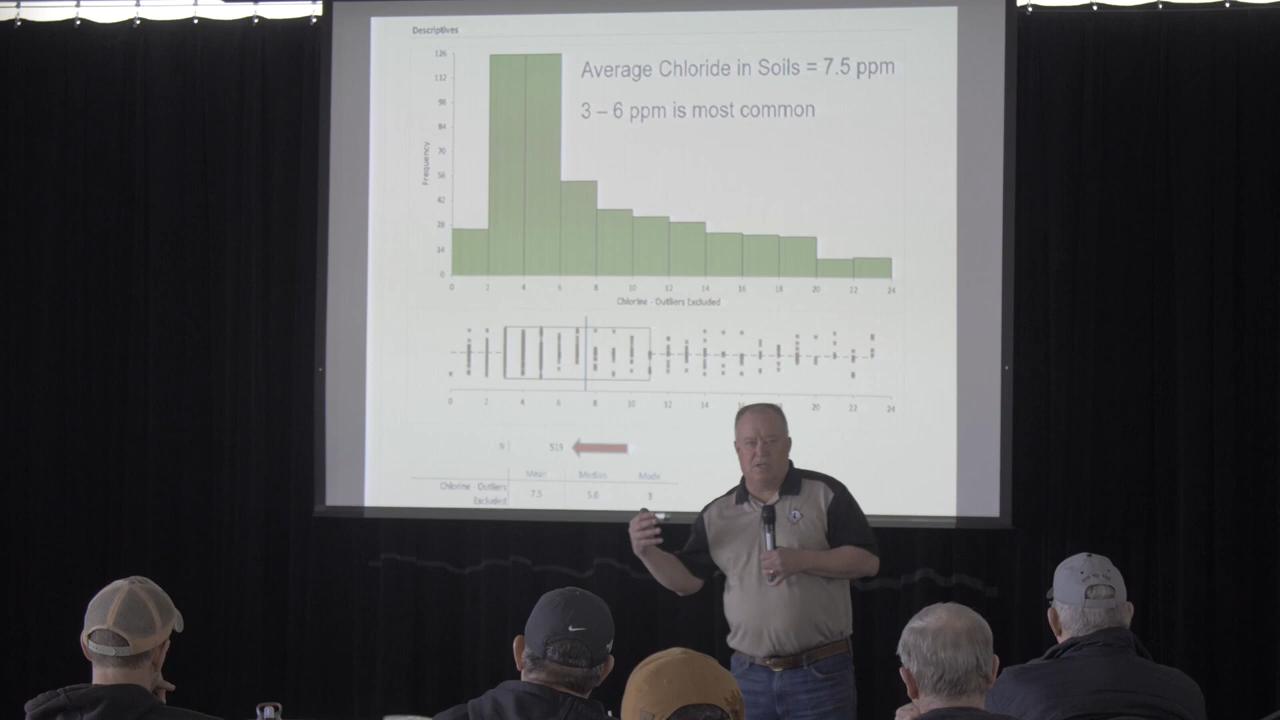 Descriptives
Average Chloride in Soils = 7.5 ppm
3 – 6 ppm is most common
126
112
98
84
70
56
42
28
14
0
Frequency
0 2 4 6 8 10 12 14 16 18 20 22 24
Chlorine - Outliers Excluded
0 2 4 6 8 10 12 14 20 22 24
N 519
Mean Median Mode
Chlorine - Outliers
Excluded
7.5 5.6 3